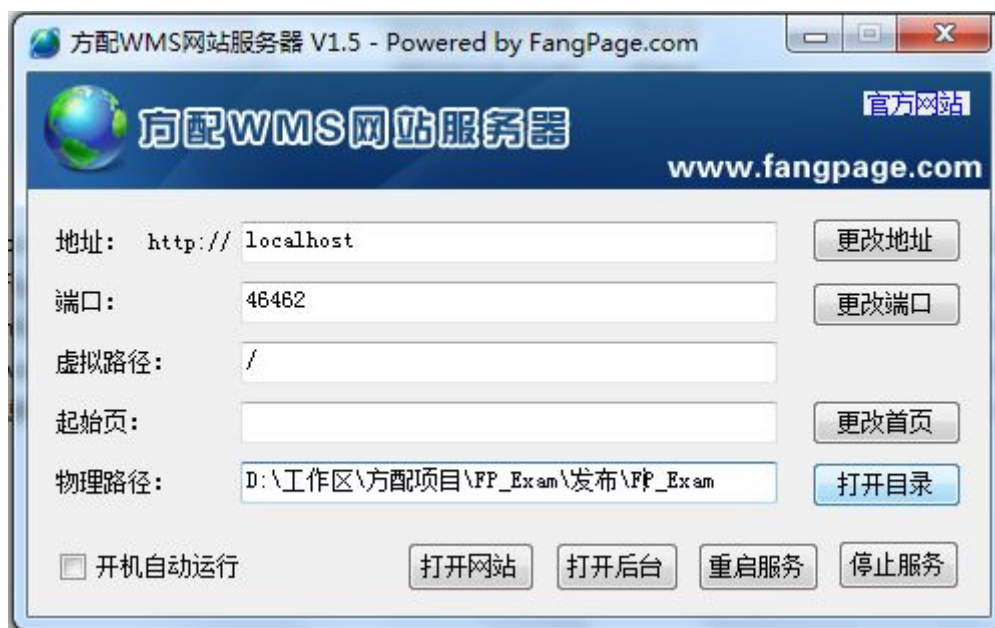 方配WMS网站服务器 V1.5 - Powered by FangPage.com
官方网站
方配WMS网站服务器
www.fangpage.com
地址: http:// localhost 更改地址
端口: 46462 更改端口
虚拟路径: /
起始页: 更改首页
物理路径: D:\工作区\方配项目\FP_Exam\发布\FP_Exam 打开目录
开机自动运行 打开网站 打开后台 重启服务 停止服务